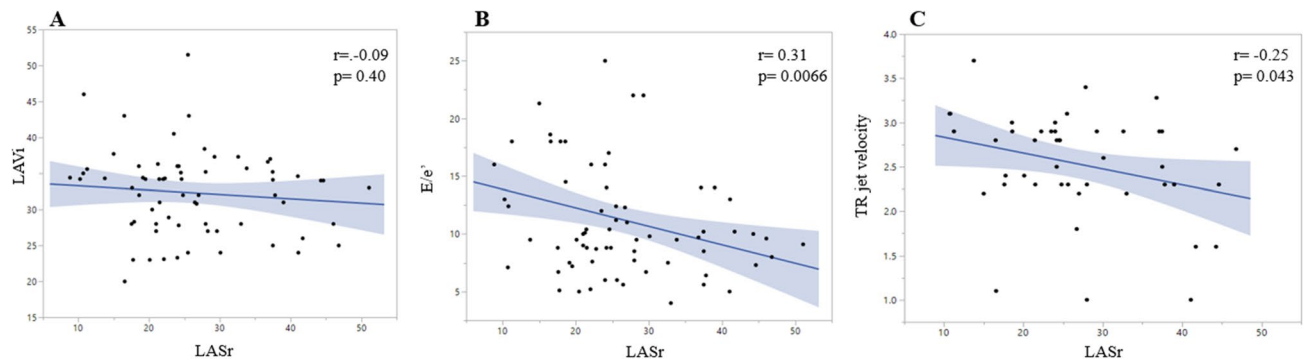 A
r=.-0.09
p= 0.40
55
50
45
40
35
30
25
20
15
LAVi
10
20
30
40
50
LASr
B
r= 0.31
p= 0.0066
25
20
15
10
5
E/e'
10
20
30
40
50
LASr
C
r= -0.25
p= 0.043
4.0
3.5
3.0
2.5
2.0
1.5
1.0
TR jet velocity
10
20
30
40
50
LASr